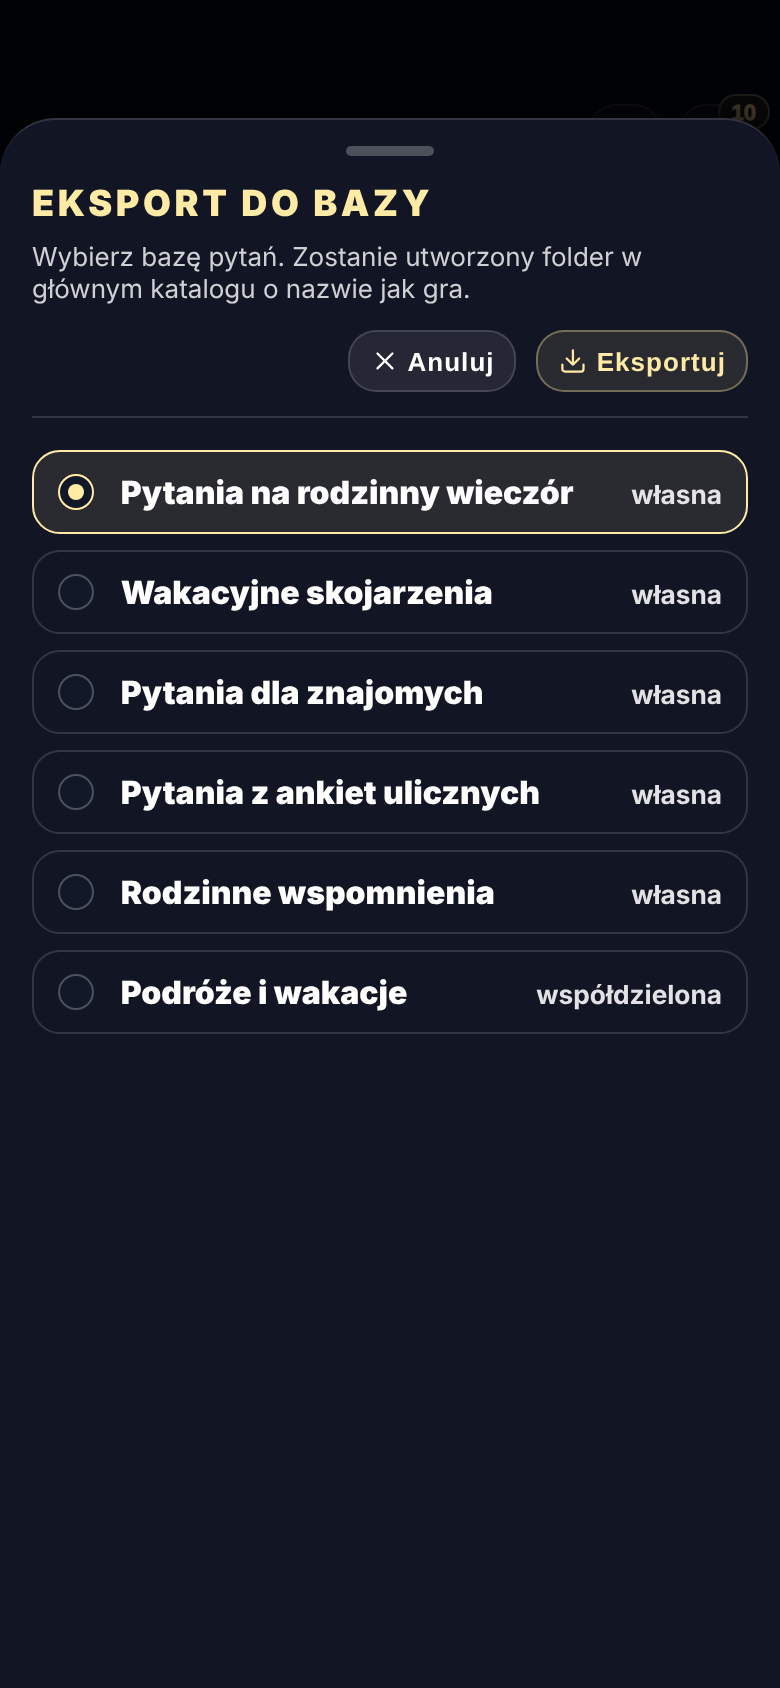 10
EKSPORT DO BAZY
Wybierz bazę pytań. Zostanie utworzony folder w
głównym katalogu o nazwie jak gra.
Anuluj
Eksportuj
Pytania na rodzinny wieczór własna
Wakacyjne skojarzenia własna
Pytania dla znajomych własna
Pytania z ankiet ulicznych własna
Rodzinne wspomnienia własna
Podróże i wakacje współdzielona